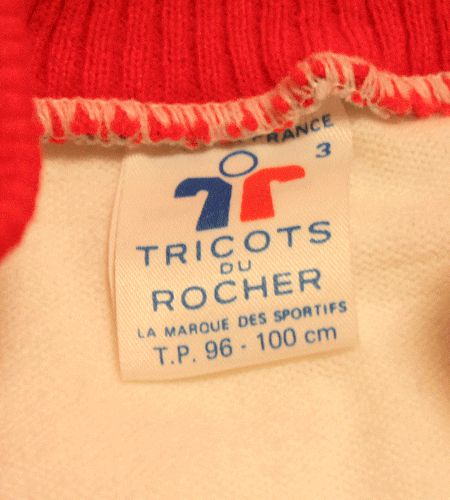 FRANCE
3
TRICOTS
DU
ROCHER
LA MARQUE DES SPORTIFS
T.P. 96 - 100 cm